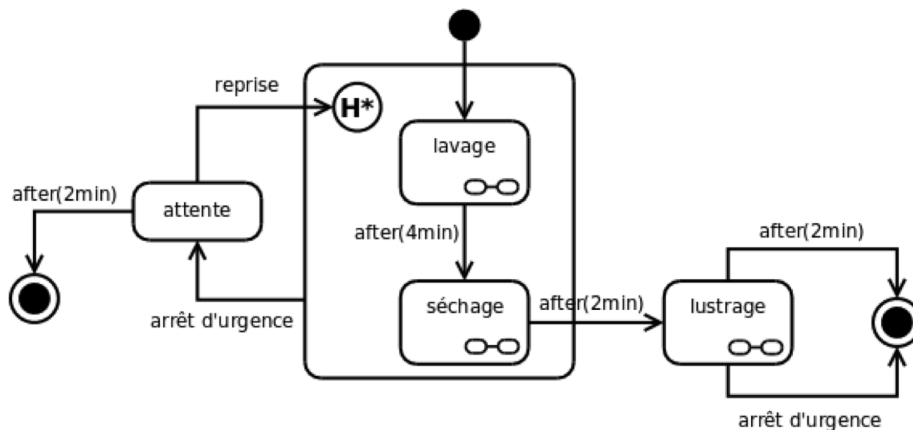 reprise
H*
lavage
after(2min)
attente
after(4min)
after(2min)
séchage
after(2min)
lustrage
arrêt d'urgence
arrêt d'urgence